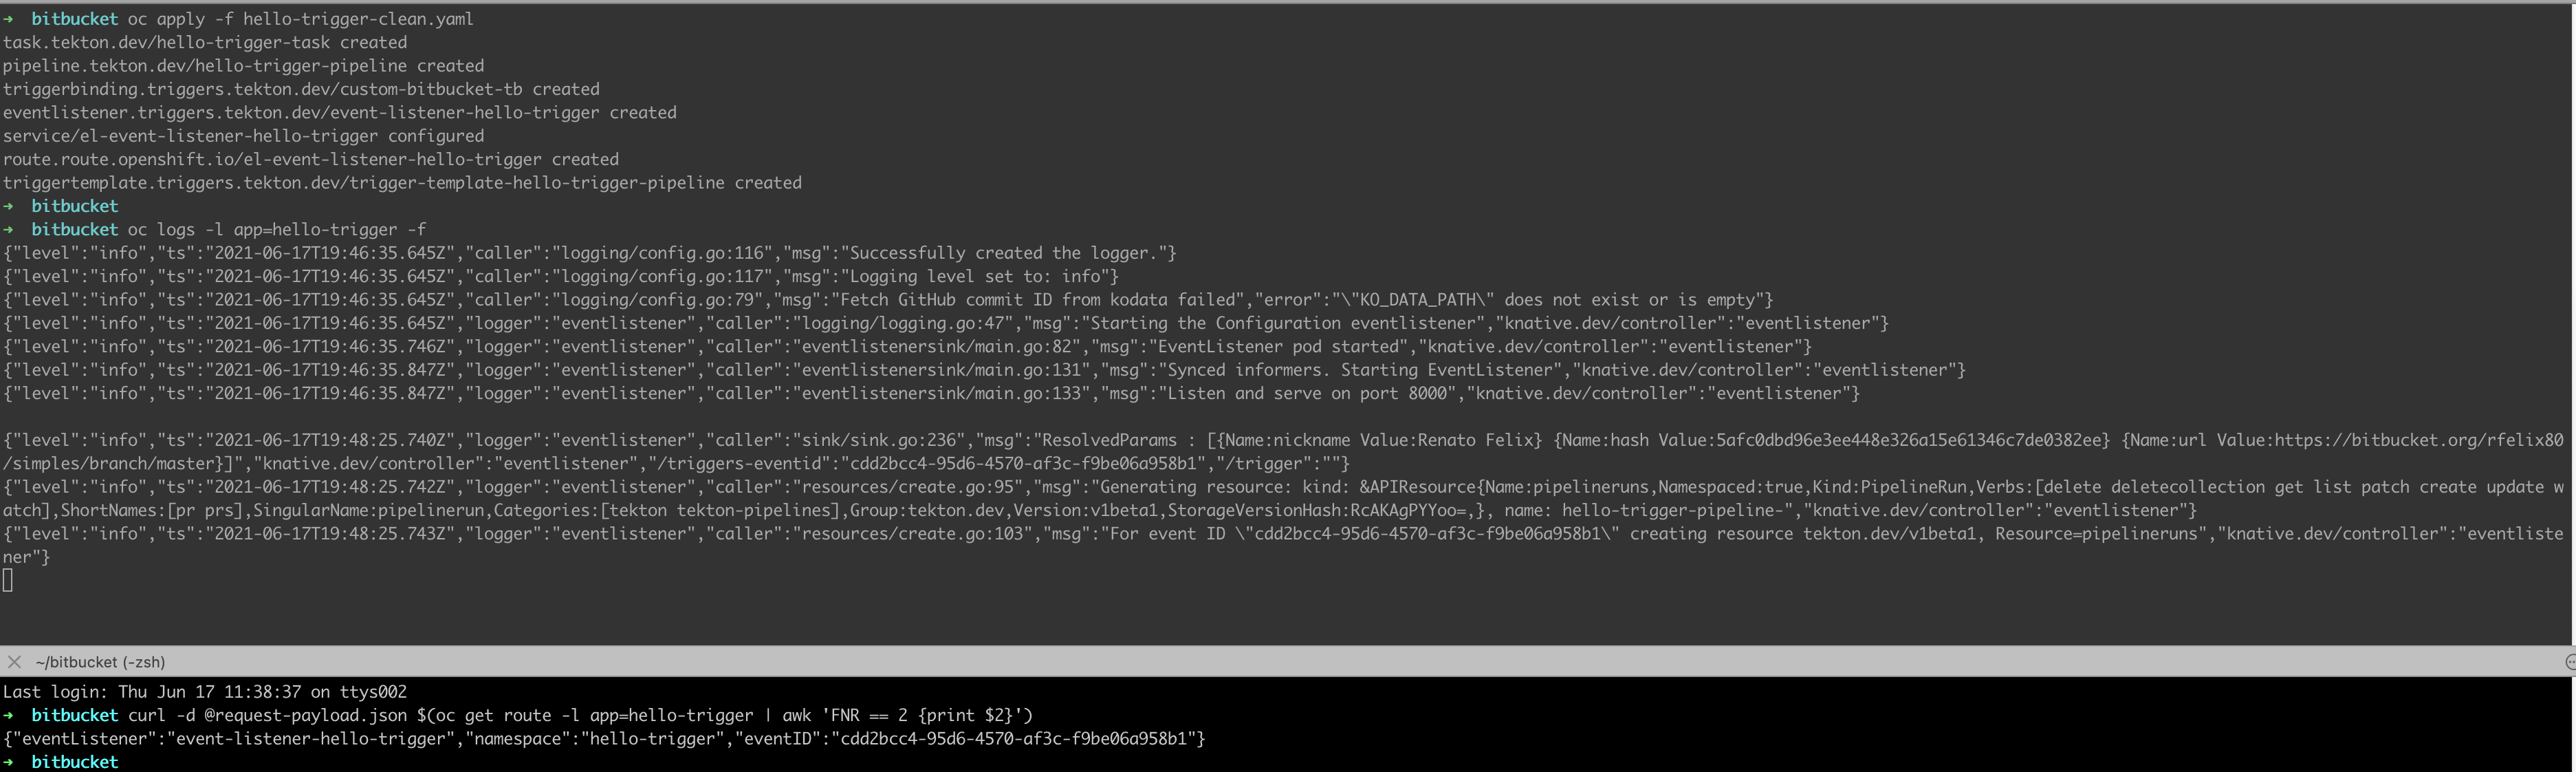 ➜  bitbucket oc apply -f hello-trigger-clean.yaml
task.tekton.dev/hello-trigger-task created
pipeline.tekton.dev/hello-trigger-pipeline created
triggerbinding.triggers.tekton.dev/custom-bitbucket-tb created
eventlistener.triggers.tekton.dev/event-listener-hello-trigger created
service/el-event-listener-hello-trigger configured
route.route.openshift.io/el-event-listener-hello-trigger created
triggertemplate.triggers.tekton.dev/trigger-template-hello-trigger-pipeline created
➜  bitbucket
➜  bitbucket oc logs -l app=hello-trigger -f
{"level":"info","ts":"2021-06-17T19:46:35.645Z","caller":"logging/config.go:116","msg":"Successfully created the logger."}
{"level":"info","ts":"2021-06-17T19:46:35.645Z","caller":"logging/config.go:117","msg":"Logging level set to: info"}
{"level":"info","ts":"2021-06-17T19:46:35.645Z","caller":"logging/config.go:79","msg":"Fetch GitHub commit ID from kodata failed","error":"\"KO_DATA_PATH\" does not exist or is empty"}
{"level":"info","ts":"2021-06-17T19:46:35.645Z","logger":"eventlistener","caller":"logging/logging.go:47","msg":"Starting the Configuration eventlistener","knative.dev/controller":"eventlistener"}
{"level":"info","ts":"2021-06-17T19:46:35.746Z","logger":"eventlistener","caller":"eventlistenersink/main.go:82","msg":"EventListener pod started","knative.dev/controller":"eventlistener"}
{"level":"info","ts":"2021-06-17T19:46:35.847Z","logger":"eventlistener","caller":"eventlistenersink/main.go:131","msg":"Synced informers. Starting EventListener","knative.dev/controller":"eventlistener"}
{"level":"info","ts":"2021-06-17T19:46:35.847Z","logger":"eventlistener","caller":"eventlistenersink/main.go:133","msg":"Listen and serve on port 8000","knative.dev/controller":"eventlistener"}
{"level":"info","ts":"2021-06-17T19:48:25.740Z","logger":"eventlistener","caller":"sink/sink.go:236","msg":"ResolvedParams : [{Name:nickname Value:Renato Felix} {Name:hash Value:5afc0dbd96e3ee448e326a15e61346c7de0382ee} {Name:url Value:https://bitbucket.org/rfelix80
/simples/branch/master}]","knative.dev/controller":"eventlistener","/triggers-eventid":"cdd2bcc4-95d6-4570-af3c-f9be06a958b1","/trigger":""}
{"level":"info","ts":"2021-06-17T19:48:25.742Z","logger":"eventlistener","caller":"resources/create.go:95","msg":"Generating resource: kind: &APIResource{Name:pipelineruns,Namespaced:true,Kind:PipelineRun,Verbs:[delete deletecollection get list patch create update w
atch],ShortNames:[pr prs],SingularName:pipelinerun,Categories:[tekton tekton-pipelines],Group:tekton.dev,Version:v1beta1,StorageVersionHash:RcAKAgPYYoo=,}, name: hello-trigger-pipeline-","knative.dev/controller":"eventlistener"}
{"level":"info","ts":"2021-06-17T19:48:25.743Z","logger":"eventlistener","caller":"resources/create.go:103","msg":"For event ID \"cdd2bcc4-95d6-4570-af3c-f9be06a958b1\" creating resource tekton.dev/v1beta1, Resource=pipelineruns","knative.dev/controller":"eventliste
ner"}
~/bitbucket (-zsh)
Last login: Thu Jun 17 11:38:37 on ttys002
➜  bitbucket curl -d @request-payload.json $(oc get route -l app=hello-trigger | awk 'FNR == 2 {print $2}')
{"eventListener":"event-listener-hello-trigger","namespace":"hello-trigger","eventID":"cdd2bcc4-95d6-4570-af3c-f9be06a958b1"}
➜  bitbucket